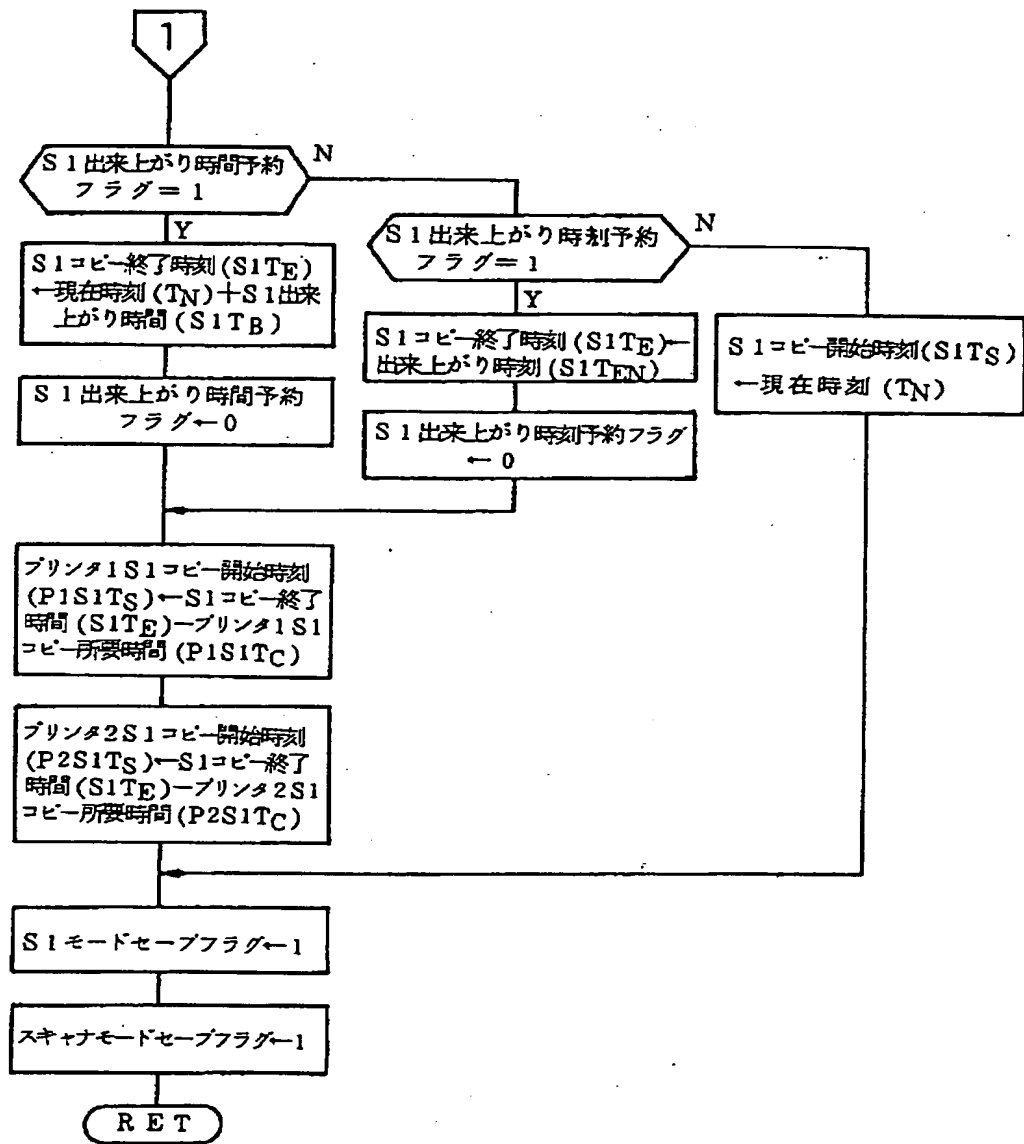 1
S1出来上がり時間予約
フラグ=1
N
Y
S1コピー終了時刻(S1TE)
←現在時刻(TN)+S1出来
上がり時間(S1TB)
S1出来上がり時間予約
フラグ←0
S1出来上がり時刻予約
フラグ=1
N
Y
S1コピー終了時刻(S1TE)←
出来上がり時刻(S1TEN)
S1出来上がり時刻予約フラグ
←0
S1コピー開始時刻(S1TS)
←現在時刻(TN)
プリンタ1S1コピー開始時刻
(P1S1TS)←S1コピー終了
時間(S1TE)-プリンタ1S1
コピー所要時間(P1S1TC)
プリンタ2S1コピー開始時刻
(P2S1TS)←S1コピー終了
時間(S1TE)-プリンタ2S1
コピー所要時間(P2S1TC)
S1モードセーブフラグ←1
スキャナモードセーブフラグ←1
RET